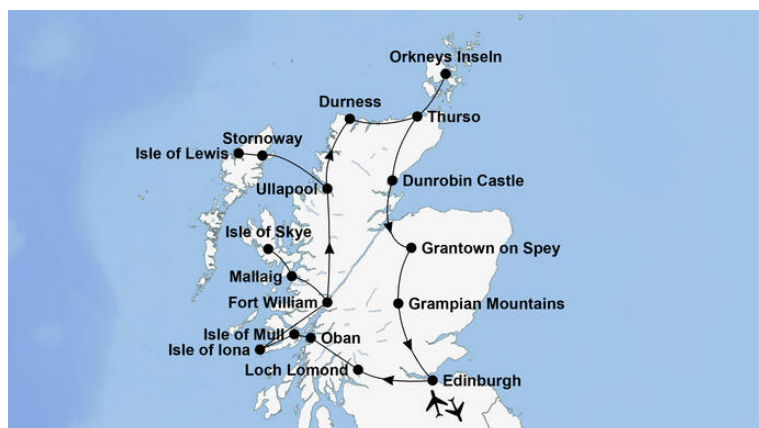 Orkneys Inseln
Durness
Thurso
Stornoway
Isle of Lewis
Dunrobin Castle
Ullapool
Isle of Skye
Grantown on Spey
Mallaig
Fort William
Grampian Mountains
Isle of Mull
Oban
Isle of Iona
Loch Lomond
Edinburgh